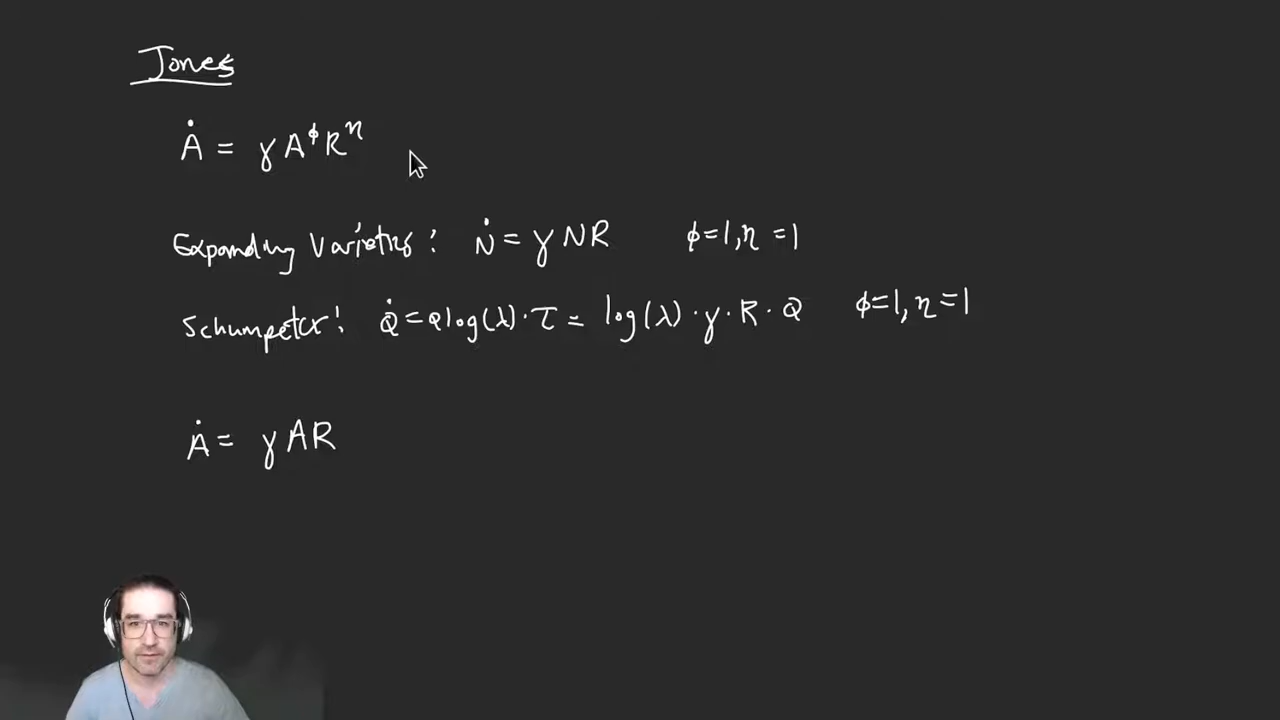 Jones
Ȧ = γ A^ϕ R^η
Expanding Varieties: Ṅ = γ N R ϕ=1, η=1
Schumpeter: Q̇ = Q log(λ) · τ = log(λ) · γ · R · Q ϕ=1, η=1
Ȧ = γ A R